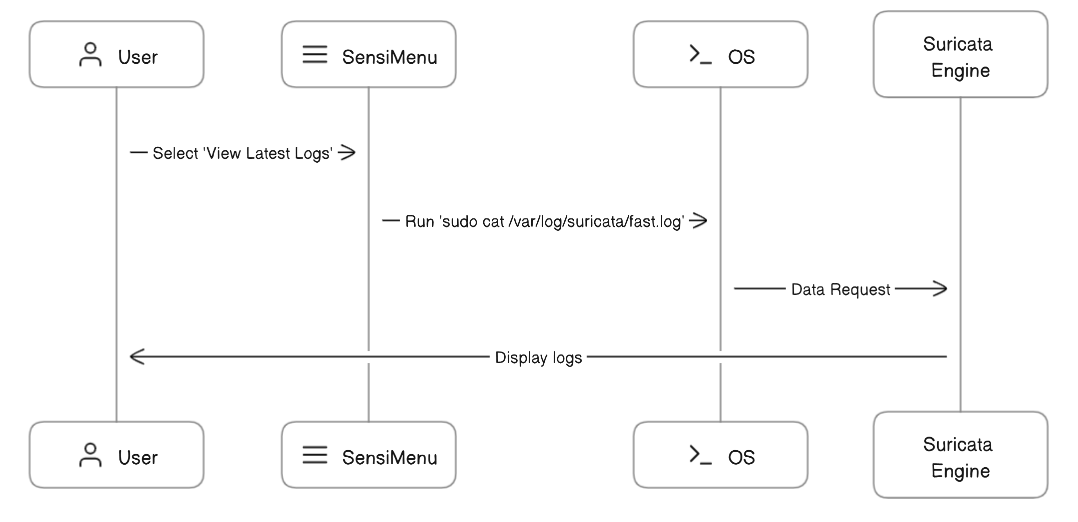 User
SensiMenu
OS
Suricata
Engine
Select 'View Latest Logs'
Run 'sudo cat /var/log/suricata/fast.log'
Data Request
Display logs
User
SensiMenu
OS
Suricata
Engine